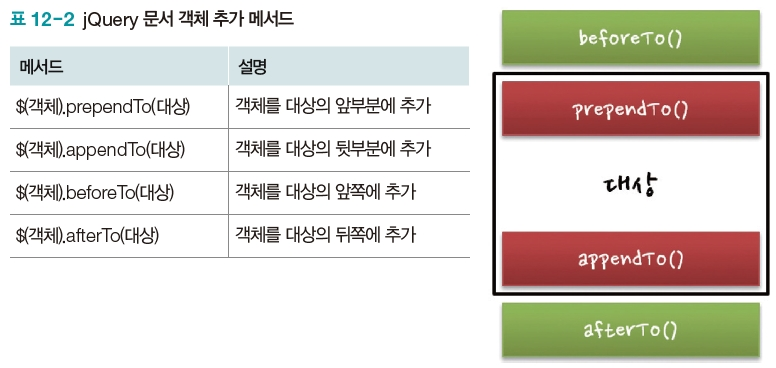 표 12-2 jQuery 문서 객체 추가 메서드
메서드 설명
$(객체).prependTo(대상) 객체를 대상의 앞부분에 추가
$(객체).appendTo(대상) 객체를 대상의 뒷부분에 추가
$(객체).beforeTo(대상) 객체를 대상의 앞쪽에 추가
$(객체).afterTo(대상) 객체를 대상의 뒤쪽에 추가
beforeTo()
prependTo()
대상
appendTo()
afterTo()